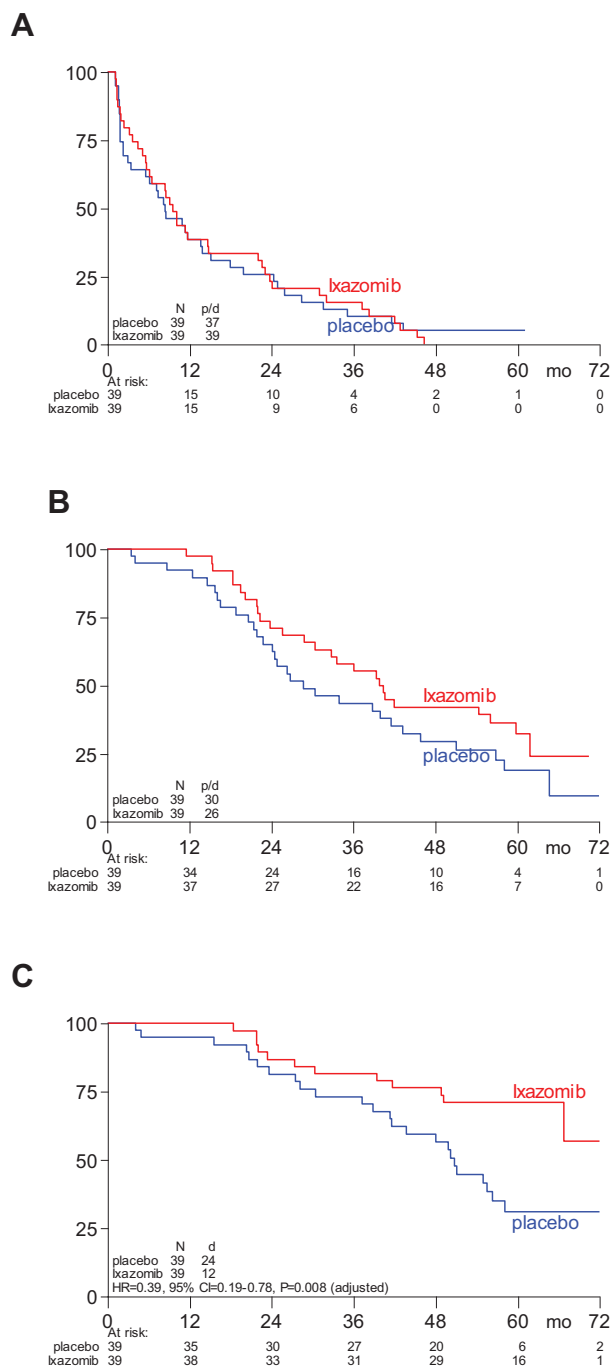 A
100
75
50
25
0
Ixazomib
placebo
N p/d
placebo 39 37
Ixazomib 39 39
0 12 24 36 48 60 mo 72
At risk:
placebo 39 15 10 4 2 1 0
Ixazomib 39 15 9 6 0 0 0
B
100
75
50
25
0
Ixazomib
placebo
N p/d
placebo 39 30
Ixazomib 39 26
0 12 24 36 48 60 mo 72
At risk:
placebo 39 34 24 16 10 4 1
Ixazomib 39 37 27 22 16 7 0
C
100
75
50
25
0
Ixazomib
placebo
N d
placebo 39 24
Ixazomib 39 12
HR=0.39, 95% CI=0.19-0.78, P=0.008 (adjusted)
0 12 24 36 48 60 mo 72
At risk:
placebo 39 35 30 27 20 6 2
Ixazomib 39 38 33 31 29 16 1